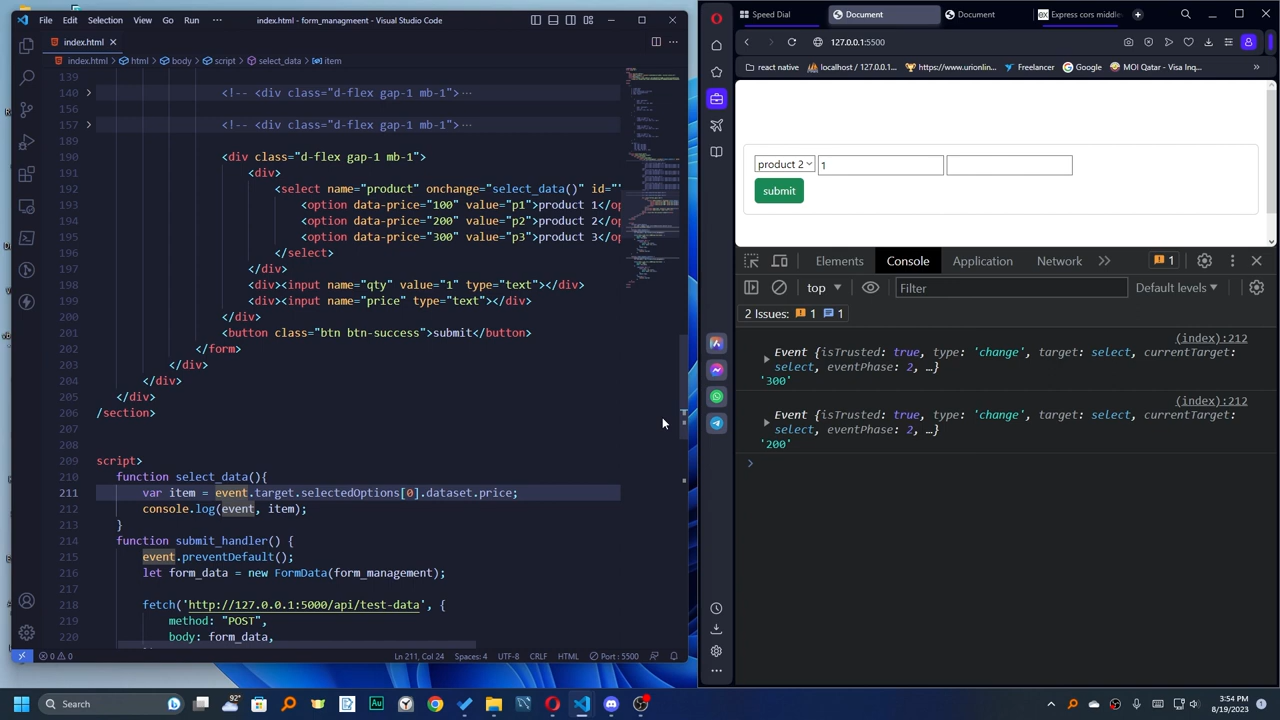 File Edit Selection View Go Run ··· index.html - form_managmeent - Visual Studio Code
index.html
index.html > html > body > script > select_data > item
139
140 <!-- <div class="d-flex gap-1 mb-1">···
156
157 <!-- <div class="d-flex gap-1 mb-1">···
189
190 <div class="d-flex gap-1 mb-1">
191 <div>
192 <select name="product" onchange="select_data()" id=""
193 <option data-price="100" value="p1">product 1</op
194 <option data-price="200" value="p2">product 2</op
195 <option data-price="300" value="p3">product 3</op
196 </select>
197 </div>
198 <div><input name="qty" value="1" type="text"></div>
199 <div><input name="price" type="text"></div>
200 </div>
201 <button class="btn btn-success">submit</button>
202 </form>
203 </div>
204 </div>
205 </div>
206 /section>
207
208
209 script>
210 function select_data(){
211 var item = event.target.selectedOptions[0].dataset.price;
212 console.log(event, item);
213 }
214 function submit_handler() {
215 event.preventDefault();
216 let form_data = new FormData(form_management);
217
218 fetch('http://127.0.0.1:5000/api/test-data', {
219 method: "POST",
220 body: form_data,
0 0 Ln 211, Col 24 Spaces: 4 UTF-8 CRLF HTML Port : 5500
Speed Dial Document Document Express cors middle
127.0.0.1:5500
react native localhost / 127.0.0.1... https://www.urionlin... Freelancer Google MOI Qatar - Visa Inq... »
product 2 1
submit
Elements Console Application Network 1
top Filter Default levels
2 Issues: 1 1
(index):212
Event {isTrusted: true, type: 'change', target: select, currentTarget:
select, eventPhase: 2, …}
'300'
(index):212
Event {isTrusted: true, type: 'change', target: select, currentTarget:
select, eventPhase: 2, …}
'200'
Search 92° 3:54 PM
8/19/2023